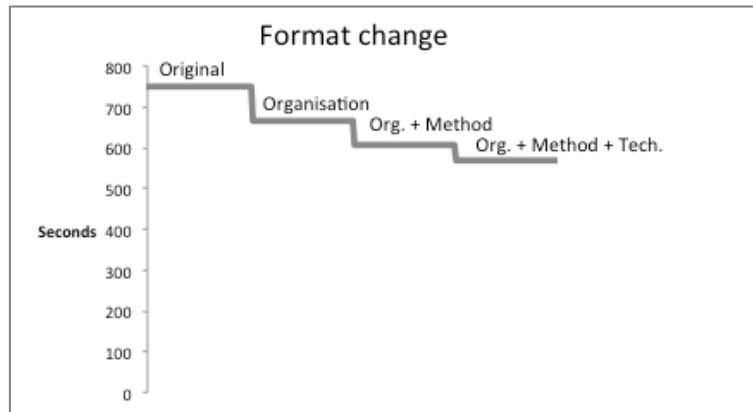 Format change
800
Original
700
Organisation
Org. + Method
600
Org. + Method + Tech.
500
Seconds 400
300
200
100
0